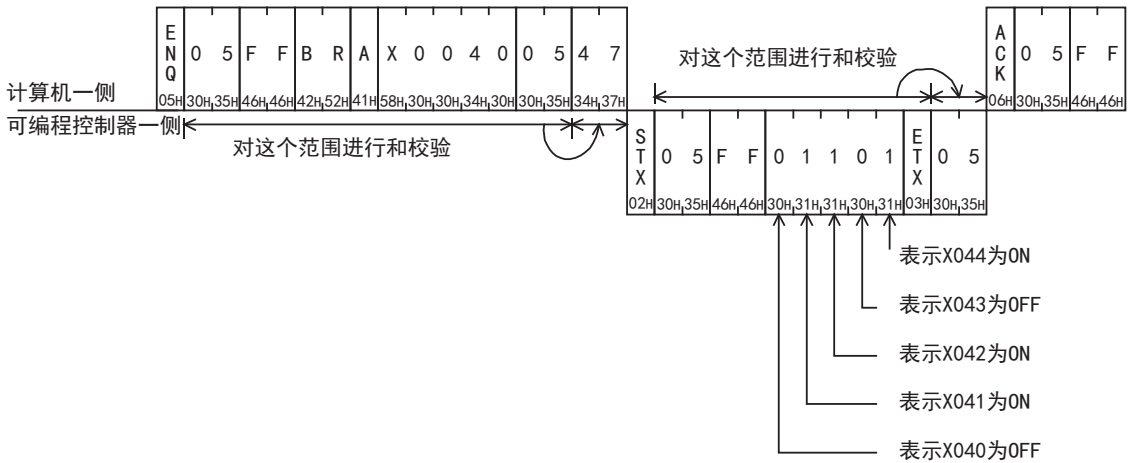 ENQ 0 5 F F B R A X 0 0 4 0 0 5 4 7
05H 30H,35H 46H,46H 42H,52H 41H 58H,30H,30H,34H,30H 30H,35H 34H,37H
对这个范围进行和校验
ACK 0 5 F F
06H 30H,35H 46H,46H
计算机一侧
可编程控制器一侧
对这个范围进行和校验
STX 0 5 F F 0 1 1 0 1 ETX 0 5
02H 30H,35H 46H,46H 30H,31H,31H,30H,31H 03H 30H,35H
表示X044为ON
表示X043为OFF
表示X042为ON
表示X041为ON
表示X040为OFF